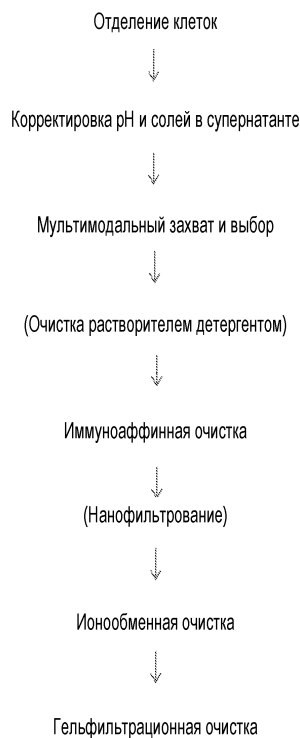 Отделение клеток
Корректировка pH и солей в супернатанте
Мультимодальный захват и выбор
(Очистка растворителем детергентом)
Иммуноаффинная очистка
(Нанофильтрование)
Ионообменная очистка
Гельфильтрационная очистка